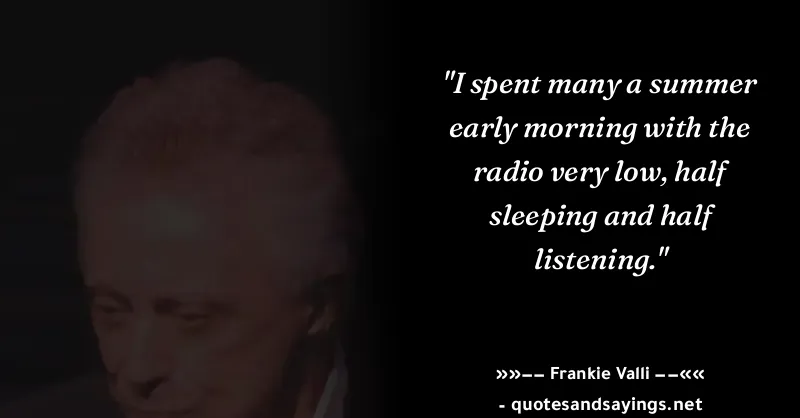 "I spent many a summer
early morning with the
radio very low, half
sleeping and half
listening."
»»−− Frankie Valli −−««
- quotesandsayings.net